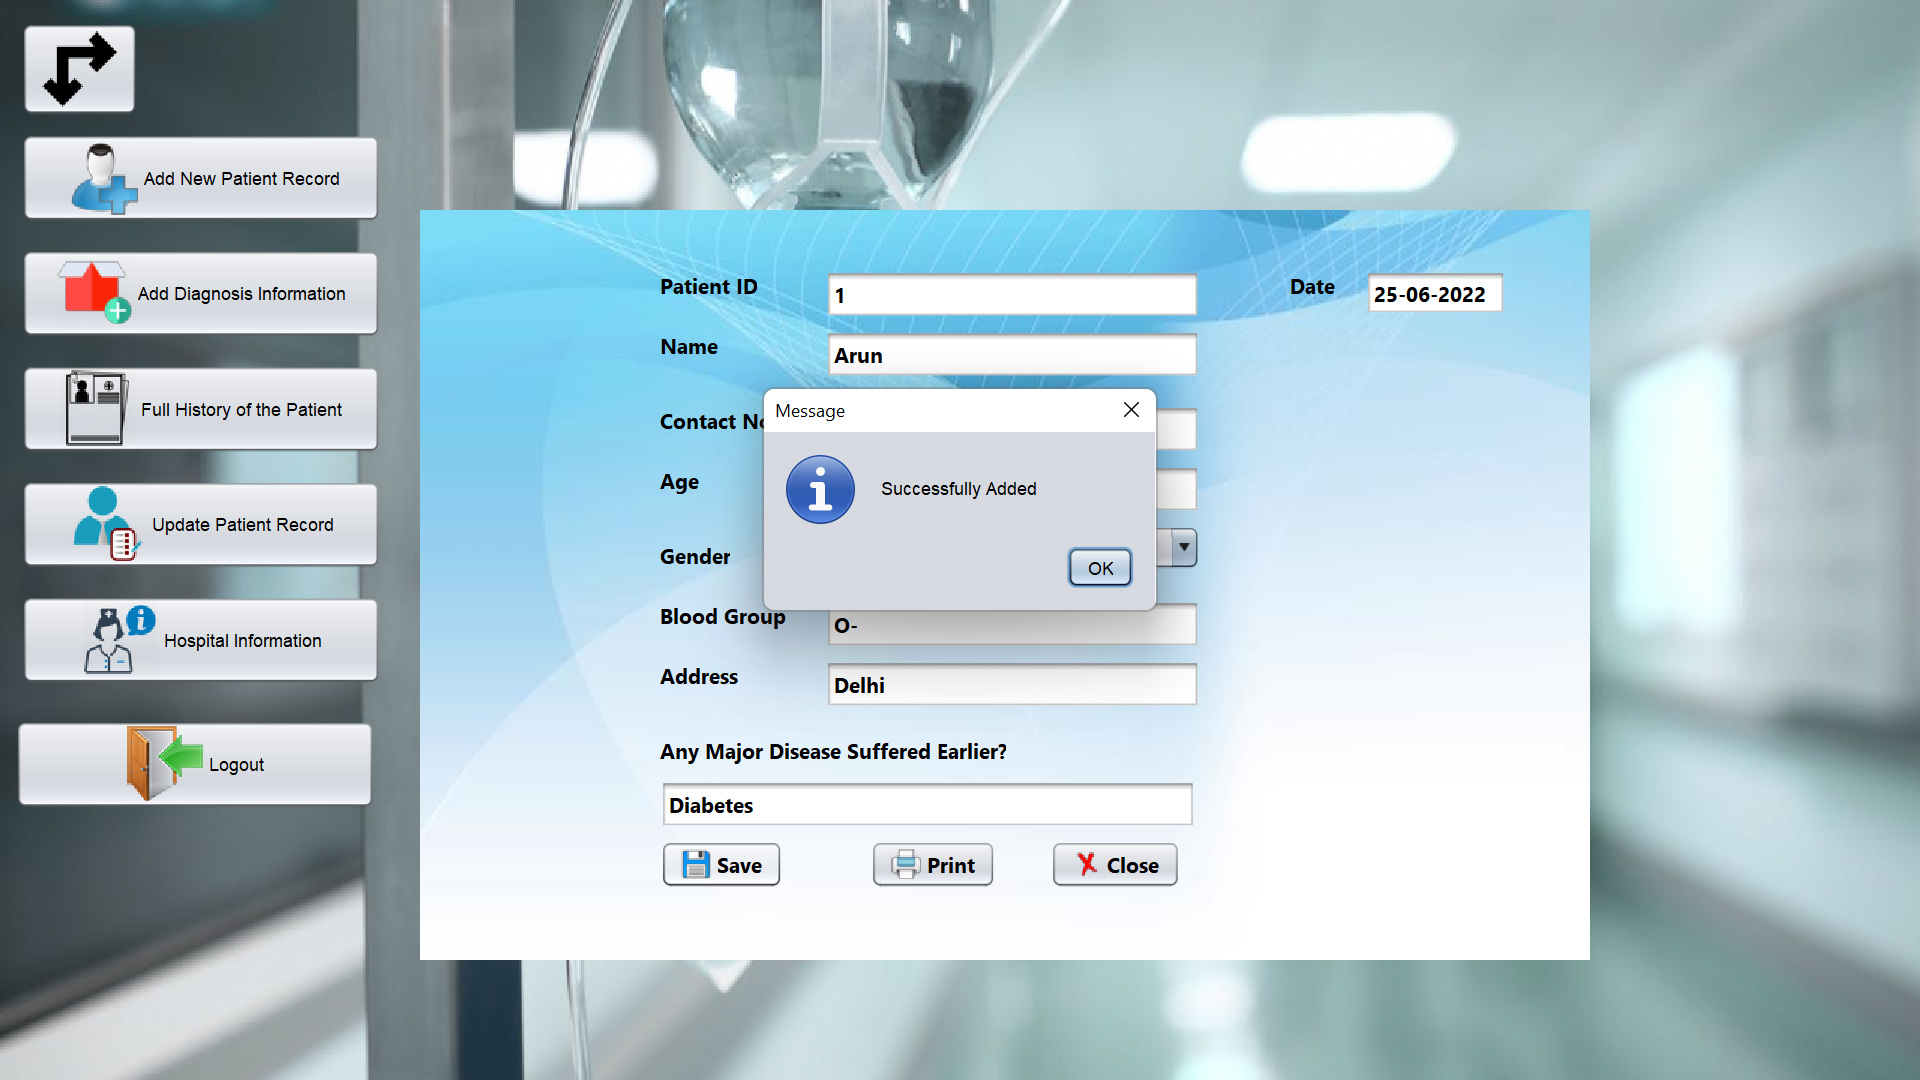 Add New Patient Record
Add Diagnosis Information
Full History of the Patient
Update Patient Record
Hospital Information
Logout
Patient ID 1 Date 25-06-2022
Name Arun
Contact No
Age
Gender
Message
Successfully Added
OK
Blood Group O-
Address Delhi
Any Major Disease Suffered Earlier?
Diabetes
Save Print Close